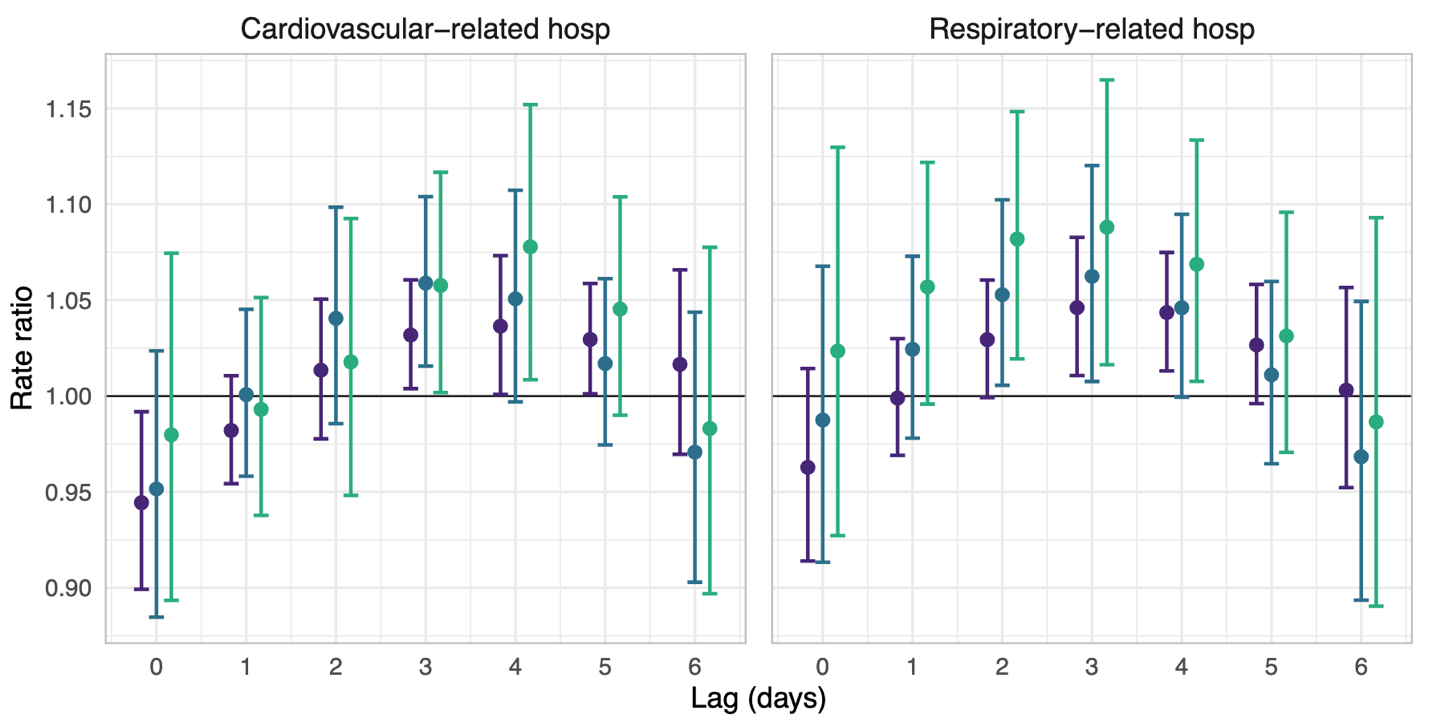 Cardiovascular−related hosp
Respiratory−related hosp
Rate ratio
1.15
1.10
1.05
1.00
0.95
0.90
0 1 2 3 4 5 6
0 1 2 3 4 5 6
Lag (days)